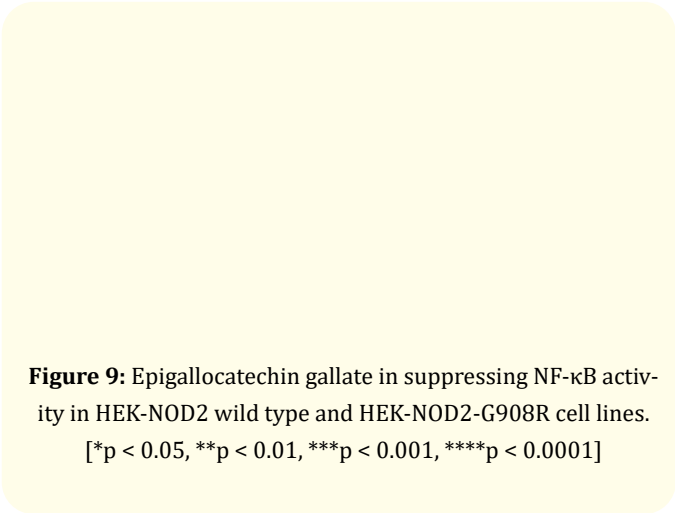 Figure 9: Epigallocatechin gallate in suppressing NF-κB activ-
ity in HEK-NOD2 wild type and HEK-NOD2-G908R cell lines.
[*p < 0.05, **p < 0.01, ***p < 0.001, ****p < 0.0001]